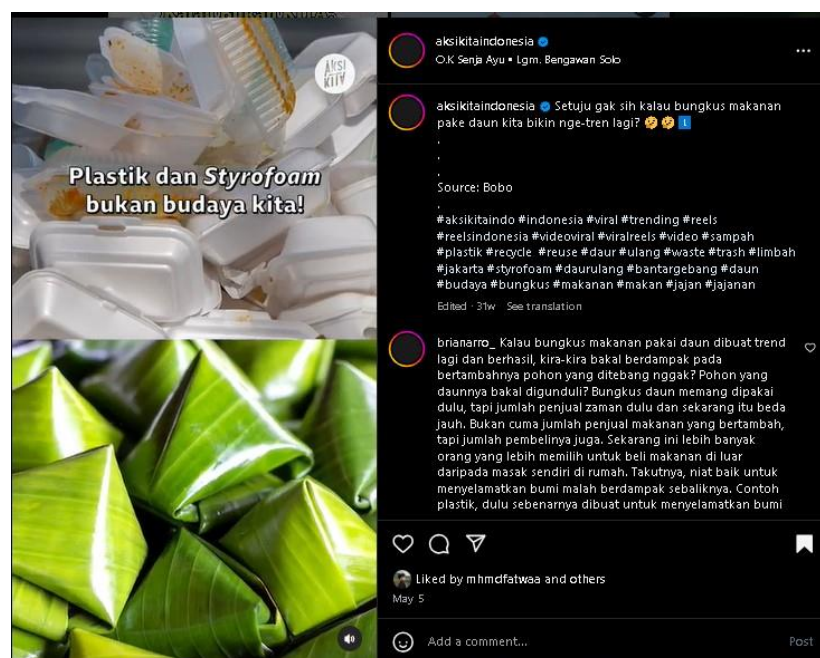 AKSI
KITA
Plastik dan Styrofoam
bukan budaya kita!
aksikitaindonesia
O.K Senja Ayu • Lgm. Bengawan Solo
aksikitaindonesia Setuju gak sih kalau bungkus makanan
pake daun kita bikin nge-tren lagi? 🤣🤣
.
.
.
Source: Bobo
.
#aksikitaindo #indonesia #viral #trending #reels
#reelsindonesia #videoviral #viralreels #video #sampah
#plastik #recycle #reuse #daur #ulang #waste #trash #limbah
#jakarta #styrofoam #daurulang #bantargebang #daun
#budaya #bungkus #makanan #makan #jajan #jajanan
Edited · 31w See translation
brianarro_ Kalau bungkus makanan pakai daun dibuat trend
lagi dan berhasil, kira-kira bakal berdampak pada
bertambahnya pohon yang ditebang nggak? Pohon yang
daunnya bakal digunduli? Bungkus daun memang dipakai
dulu, tapi jumlah penjual zaman dulu dan sekarang itu beda
jauh. Bukan cuma jumlah penjual makanan yang bertambah,
tapi jumlah pembelinya juga. Sekarang ini lebih banyak
orang yang lebih memilih untuk beli makanan di luar
daripada masak sendiri di rumah. Takutnya, niat baik untuk
menyelamatkan bumi malah berdampak sebaliknya. Contoh
plastik, dulu sebenarnya dibuat untuk menyelamatkan bumi
Liked by mhmdfatwaa and others
May 5
Add a comment...
Post